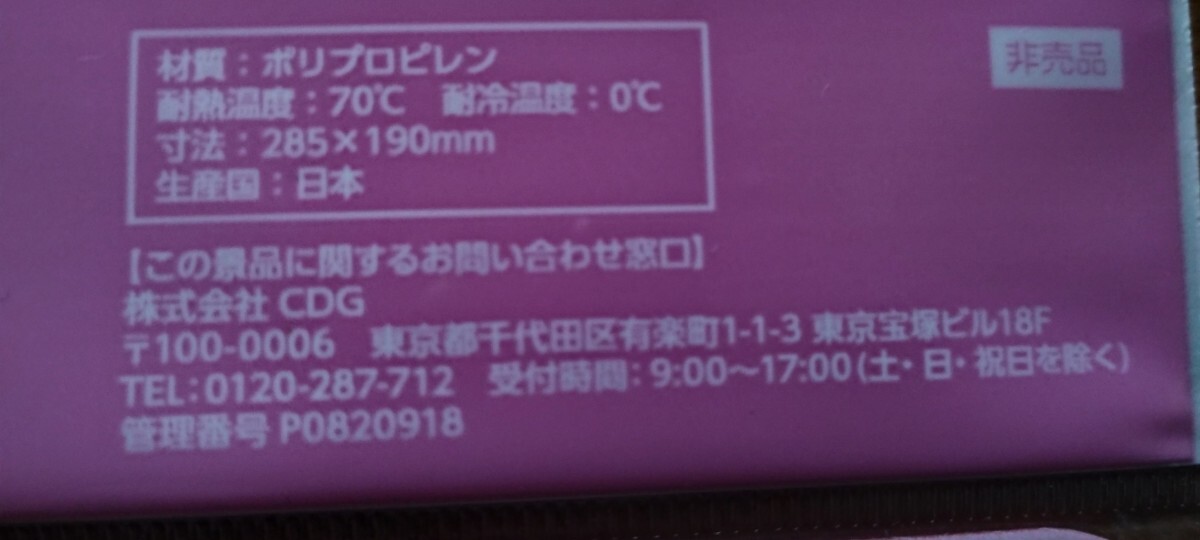 非売品
材質：ポリプロピレン
耐熱温度：70℃　耐冷温度：0℃
寸法：285×190mm
生産国：日本
【この景品に関するお問い合わせ窓口】
株式会社 CDG
〒100-0006　東京都千代田区有楽町1-1-3 東京宝塚ビル18F
TEL：0120-287-712　受付時間：9:00～17:00(土・日・祝日を除く)
管理番号 P0820918